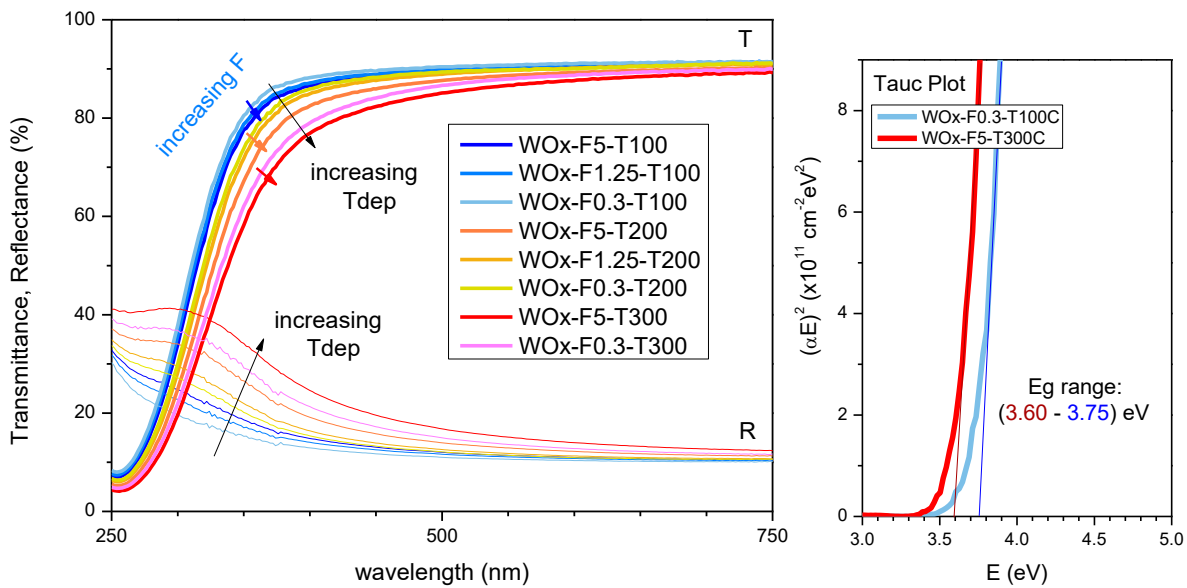 Transmittance, Reflectance (%)
100
80
60
40
20
0
250
500
750
wavelength (nm)
T
R
increasing F
increasing
Tdep
increasing
Tdep
WOx-F5-T100
WOx-F1.25-T100
WOx-F0.3-T100
WOx-F5-T200
WOx-F1.25-T200
WOx-F0.3-T200
WOx-F5-T300
WOx-F0.3-T300
(αE)² (x10¹¹ cm⁻²eV²)
8
6
4
2
0
3.0
3.5
4.0
4.5
5.0
E (eV)
Tauc Plot
WOx-F0.3-T100C
WOx-F5-T300C
Eg range:
(3.60 - 3.75) eV